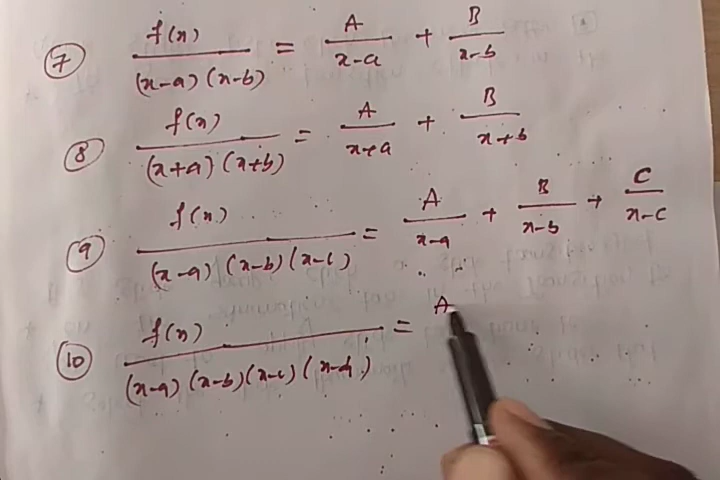 ⑦ f(x) / (x-a)(x-b) = A / x-a + B / x-b
⑧ f(x) / (x+a)(x+b) = A / x+a + B / x+b
⑨ f(x) / (x-a)(x-b)(x-c) = A / x-a + B / x-b + C / x-c
⑩ f(x) / (x-a)(x-b)(x-c)(x-d) = A